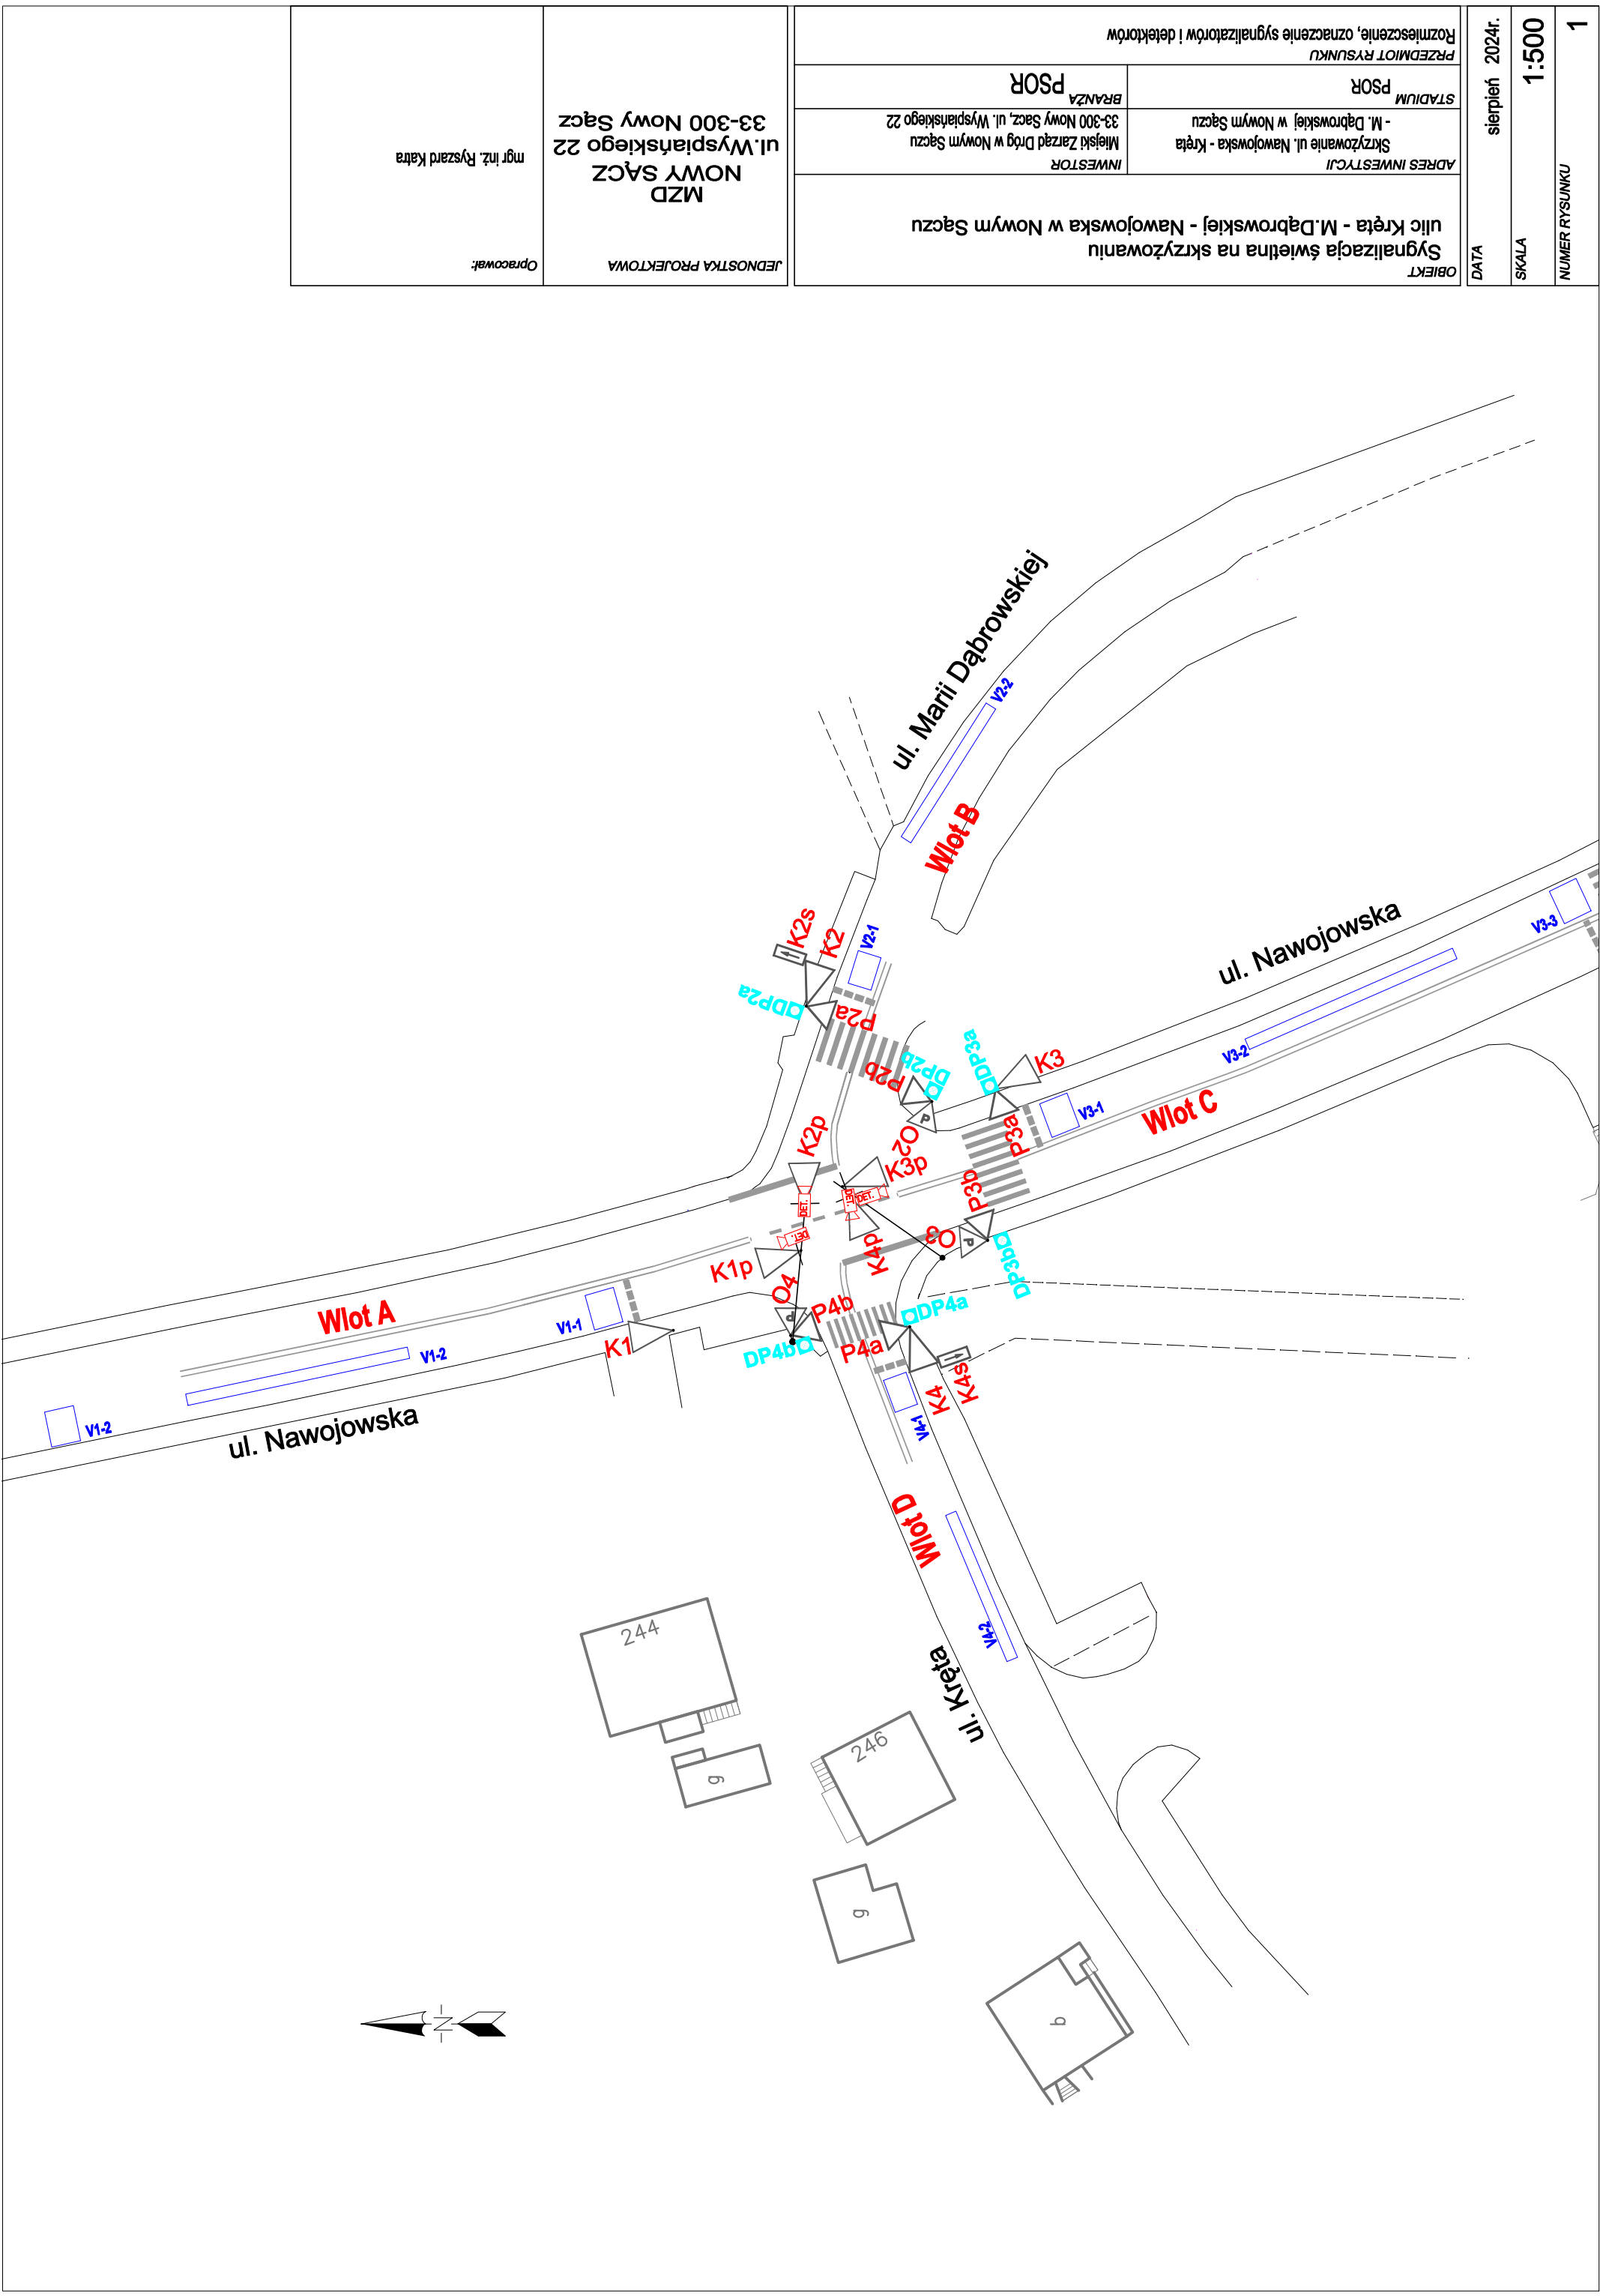 OBIEKT
Sygnalizacja świetlna na skrzyżowaniu
ulic Kręta - M.Dąbrowskiej - Nawojowska w Nowym Sączu
ADRES INWESTYCJI
Skrzyżowanie ul. Nawojowska - Kręta
- M. Dąbrowskiej w Nowym Sączu
INWESTOR
Miejski Zarząd Dróg w Nowym Sączu
33-300 Nowy Sacz, ul. Wyspiańskiego 22
STADIUM
PSOR
BRANŻA
PSOR
PRZEDMIOT RYSUNKU
Rozmieszczenie, oznaczenie sygnalizatorów i detektorów
JEDNOSTKA PROJEKTOWA
MZD
NOWY SĄCZ
ul.Wyspiańskiego 22
33-300 Nowy Sącz
Opracował:
mgr inż. Ryszard Katra
DATA
sierpień 2024r.
SKALA
1:500
NUMER RYSUNKU
1
ul. Marii Dąbrowskiej
V2-2
Wlot B
K2s
K2
V2-1
DP2a
P2a
P2b
DP2b
DP3a
K3
P
O2
P3a
V3-1
V3-2
V3-3
ul. Nawojowska
Wlot C
K2p
K3p
DET.
DET.
DET.
DET.
P3b
O3
P
DP3b
K4p
K1p
O4
P
P4b
P4a
DP4a
DP4b
Wlot A
V1-1
K1
V1-2
V1-2
ul. Nawojowska
K4
K4s
V4-1
Wlot D
V4-2
ul. Kręta
244
g
246
g
b
N